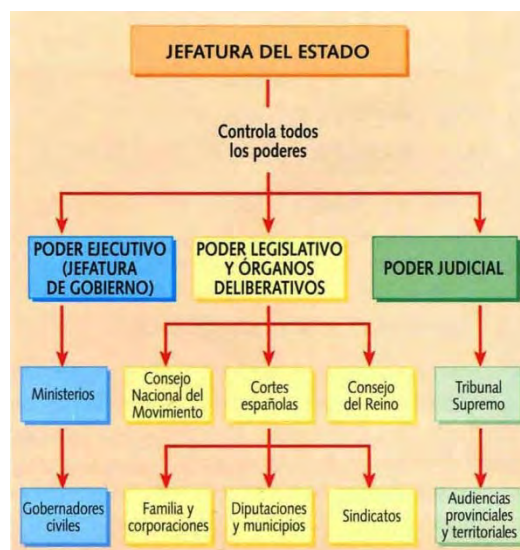 JEFATURA DEL ESTADO
Controla todos
los poderes
PODER EJECUTIVO
(JEFATURA
DE GOBIERNO)
PODER LEGISLATIVO
Y ÓRGANOS
DELIBERATIVOS
PODER JUDICIAL
Ministerios
Consejo
Nacional del
Movimiento
Cortes
españolas
Consejo
del Reino
Tribunal
Supremo
Gobernadores
civiles
Familia y
corporaciones
Diputaciones
y municipios
Sindicatos
Audiencias
provinciales
y territoriales